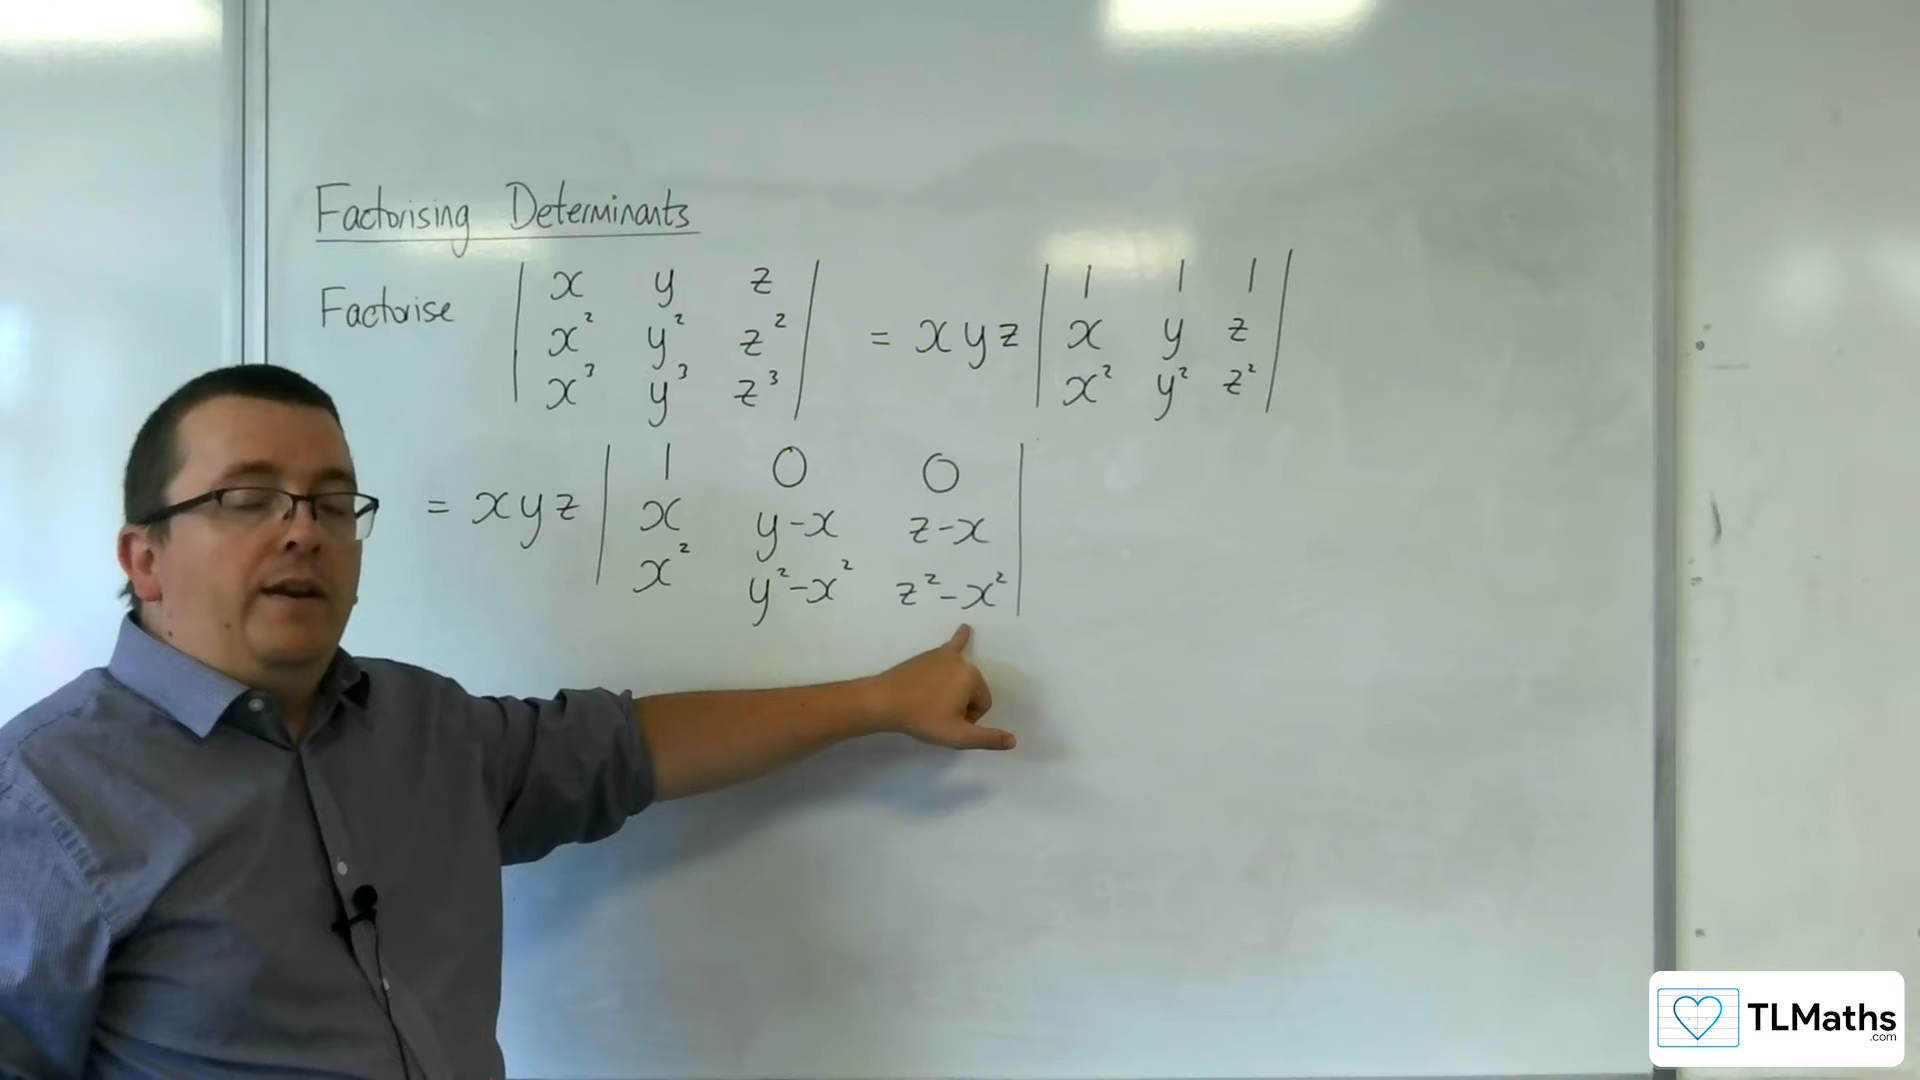 Factorising Determinants
Factorise | x y z | = xyz | 1 1 1 |
| x² y² z² | | x y z |
| x³ y³ z³ | | x² y² z² |
= xyz | 1 0 0 |
| x y-x z-x |
| x² y²-x² z²-x² |
TLMaths
.com